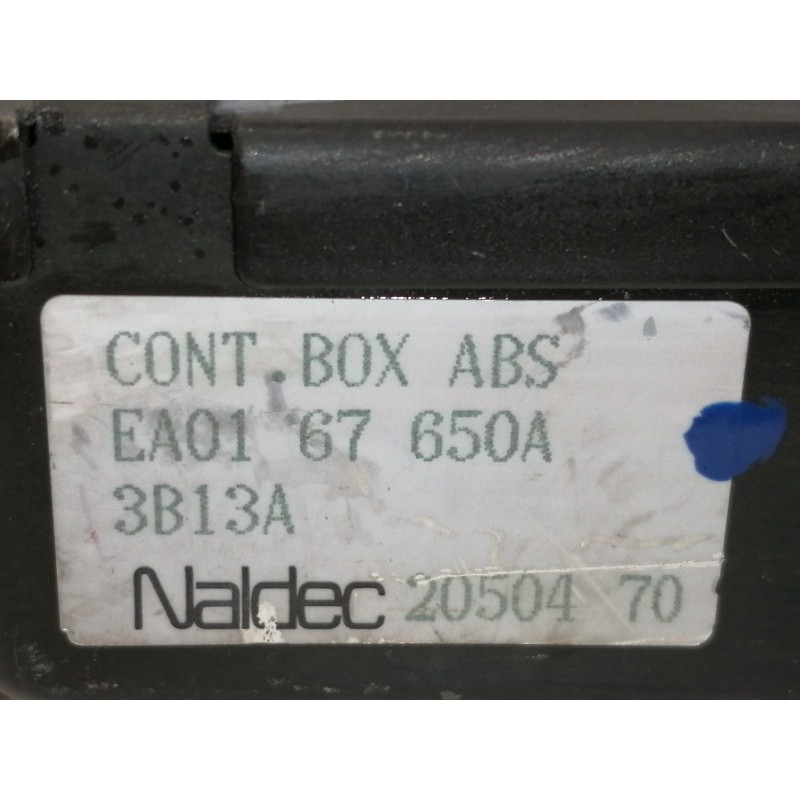 CONT.BOX ABS
EA01 67 650A
3B13A
Naldec 20504 70